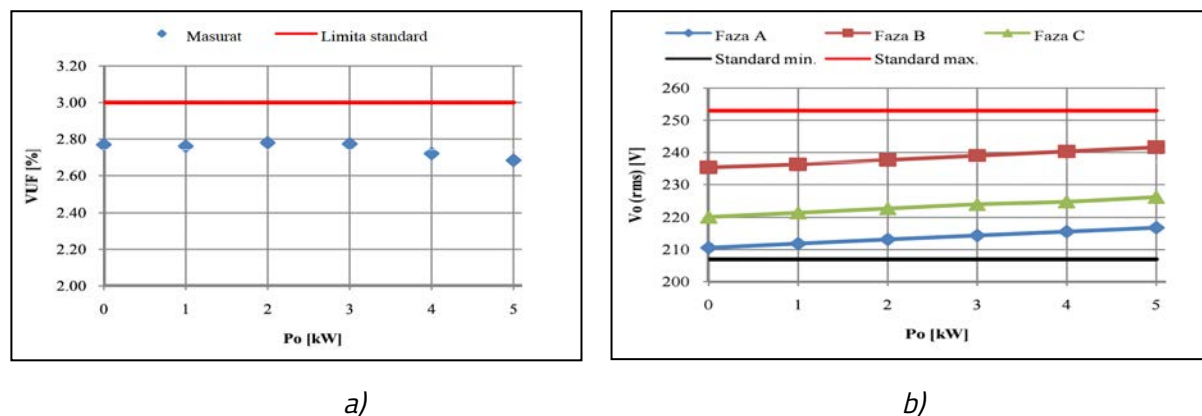 Masurat Limita standard
3.20
3.00
2.80
2.60
2.40
2.20
2.00
VUF [%]
0 1 2 3 4 5
Po [kW]
a)
Faza A Faza B Faza C
Standard min. Standard max.
260
250
240
230
220
210
200
Vo (rms) [V]
0 1 2 3 4 5
Po [kW]
b)